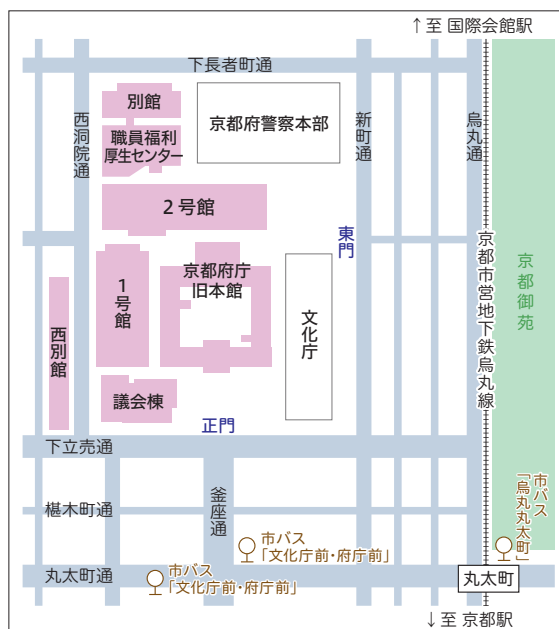 ↑至 国際会館駅
下長者町通
別館
職員福利
厚生センター
京都府警察本部
西洞院通
新町通
烏丸通
2号館
東門
京都府庁
旧本館
1号館
文化庁
西別館
議会棟
京都市営地下鉄烏丸線
京都御苑
正門
下立売通
釜座通
椹木町通
市バス
「烏丸丸太町」
市バス
「文化庁前・府庁前」
丸太町通
市バス
「文化庁前・府庁前」
丸太町
↓至 京都駅